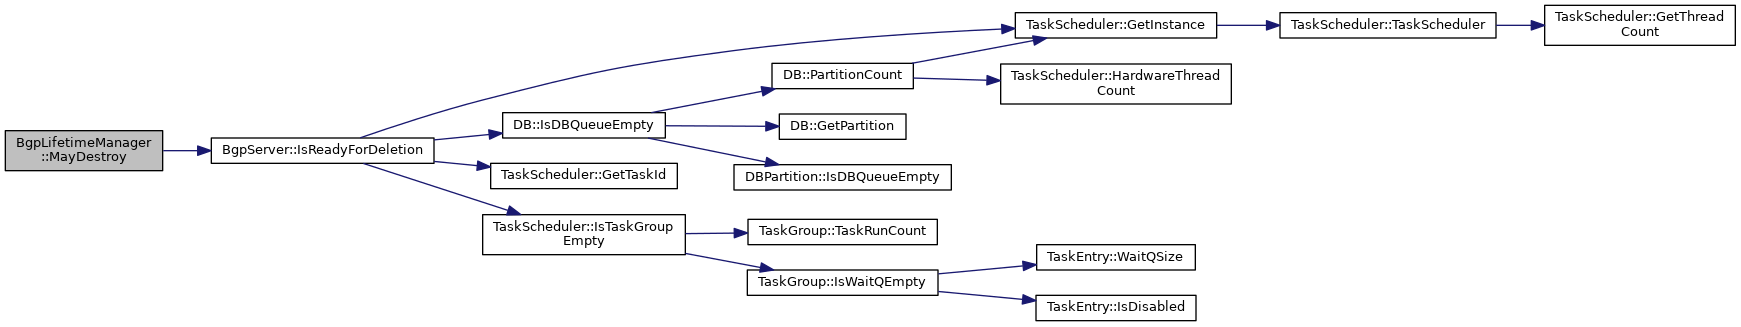 BgpLifetimeManager
::MayDestroy
BgpServer::IsReadyForDeletion
DB::IsDBQueueEmpty
TaskScheduler::GetTaskId
TaskScheduler::IsTaskGroup
Empty
DB::PartitionCount
DB::GetPartition
DBPartition::IsDBQueueEmpty
TaskGroup::TaskRunCount
TaskGroup::IsWaitQEmpty
TaskScheduler::GetInstance
TaskScheduler::HardwareThread
Count
TaskEntry::WaitQSize
TaskEntry::IsDisabled
TaskScheduler::TaskScheduler
TaskScheduler::GetThread
Count